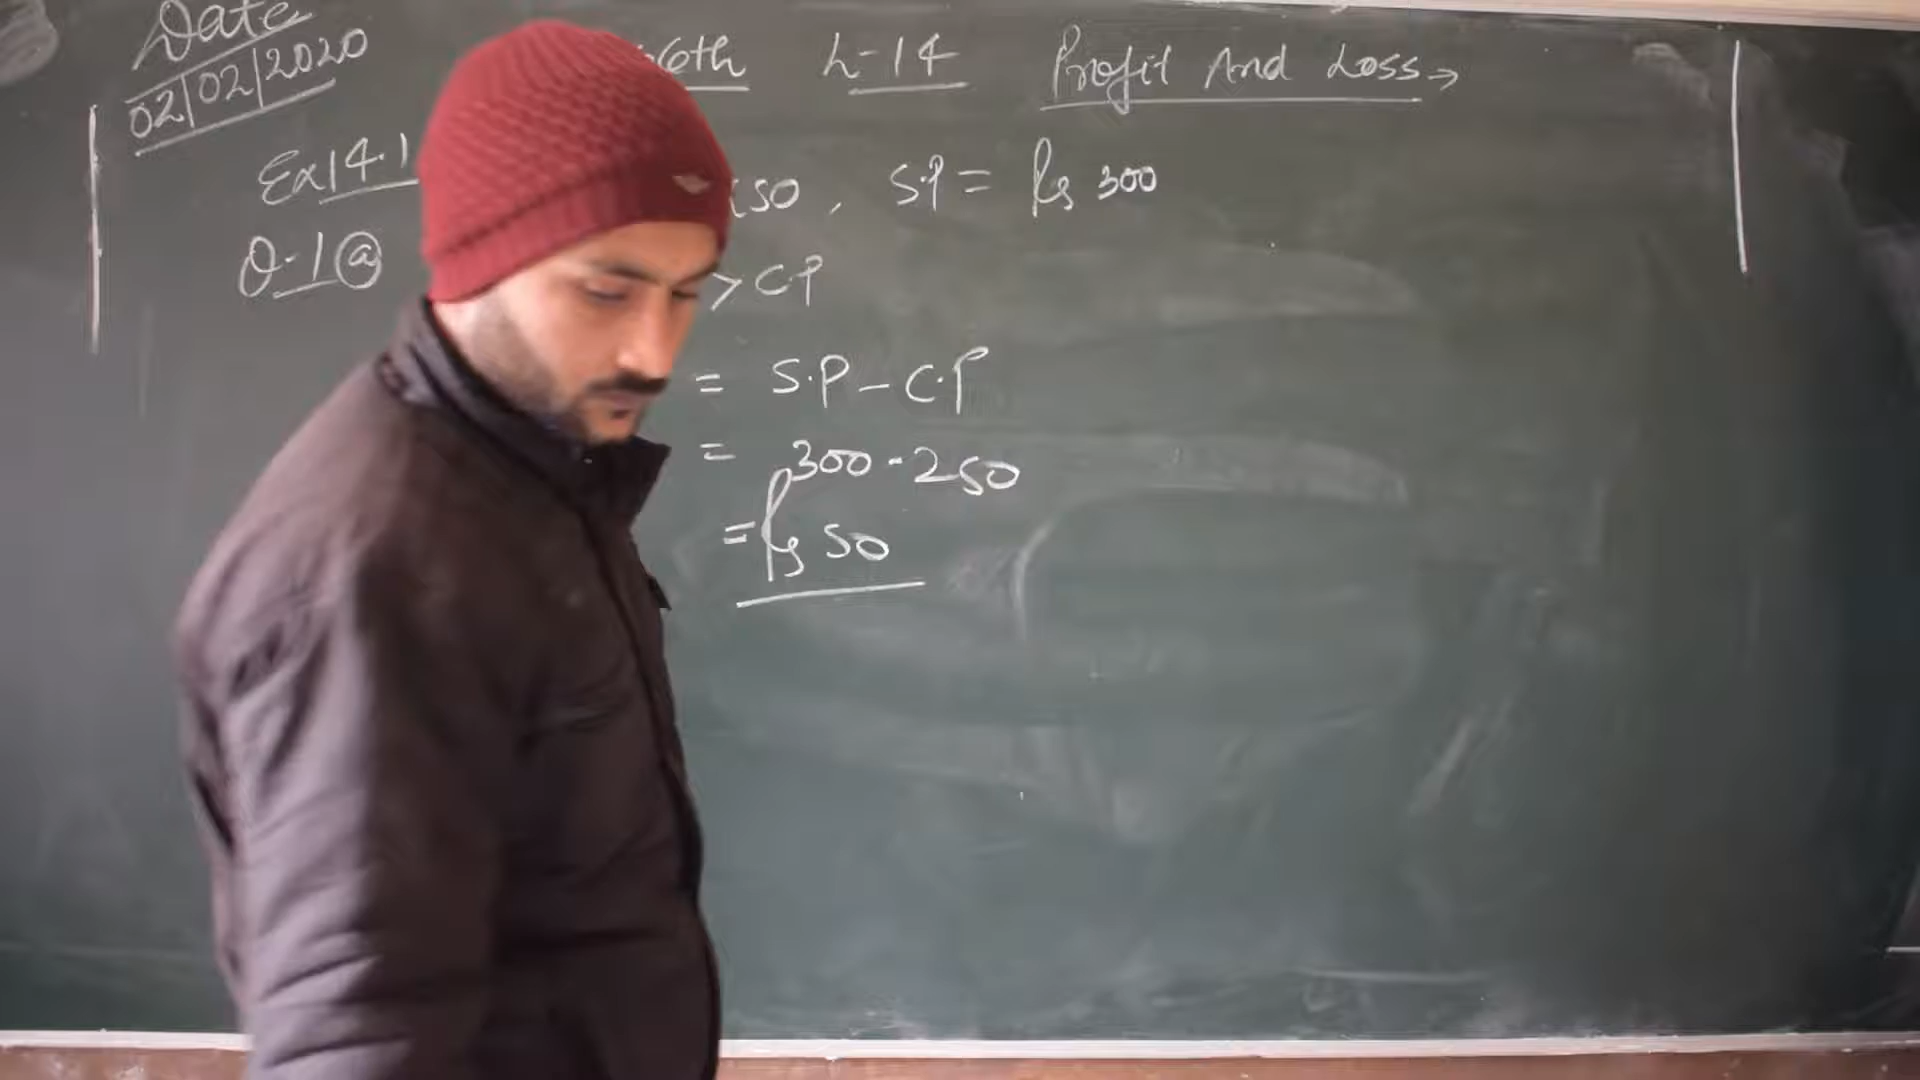 Date
02/02/2020
6th L-14 Profit And Loss →
Ex 14.1
50, S.P = Rs 300
Q-1 (a)
> C.P
= S.P - C.P
= 300 - 250
= Rs 50